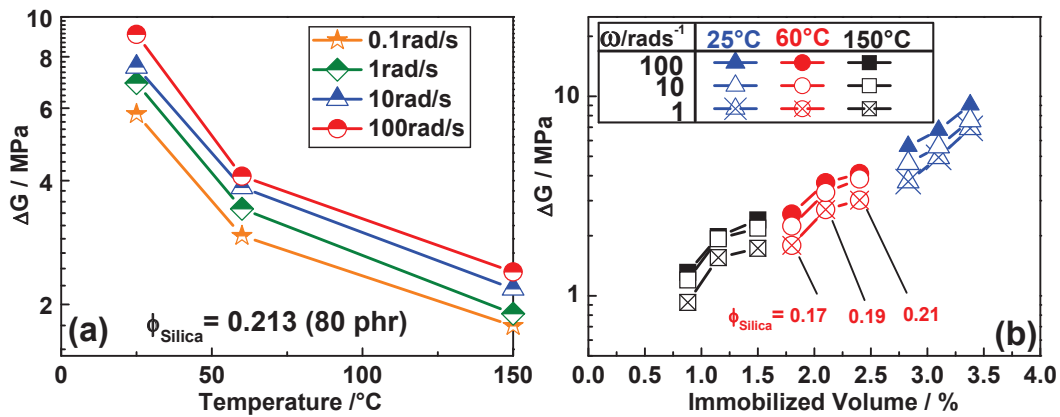 10
8
6
4
2
ΔG / MPa
0.1rad/s
1rad/s
10rad/s
100rad/s
(a)
ϕSilica = 0.213 (80 phr)
0 50 100 150
Temperature /°C
ω/rads-1 25°C 60°C 150°C
100
10
1
10
1
ΔG / MPa
ϕSilica = 0.17 0.19 0.21
(b)
0.0 0.5 1.0 1.5 2.0 2.5 3.0 3.5 4.0
Immobilized Volume / %